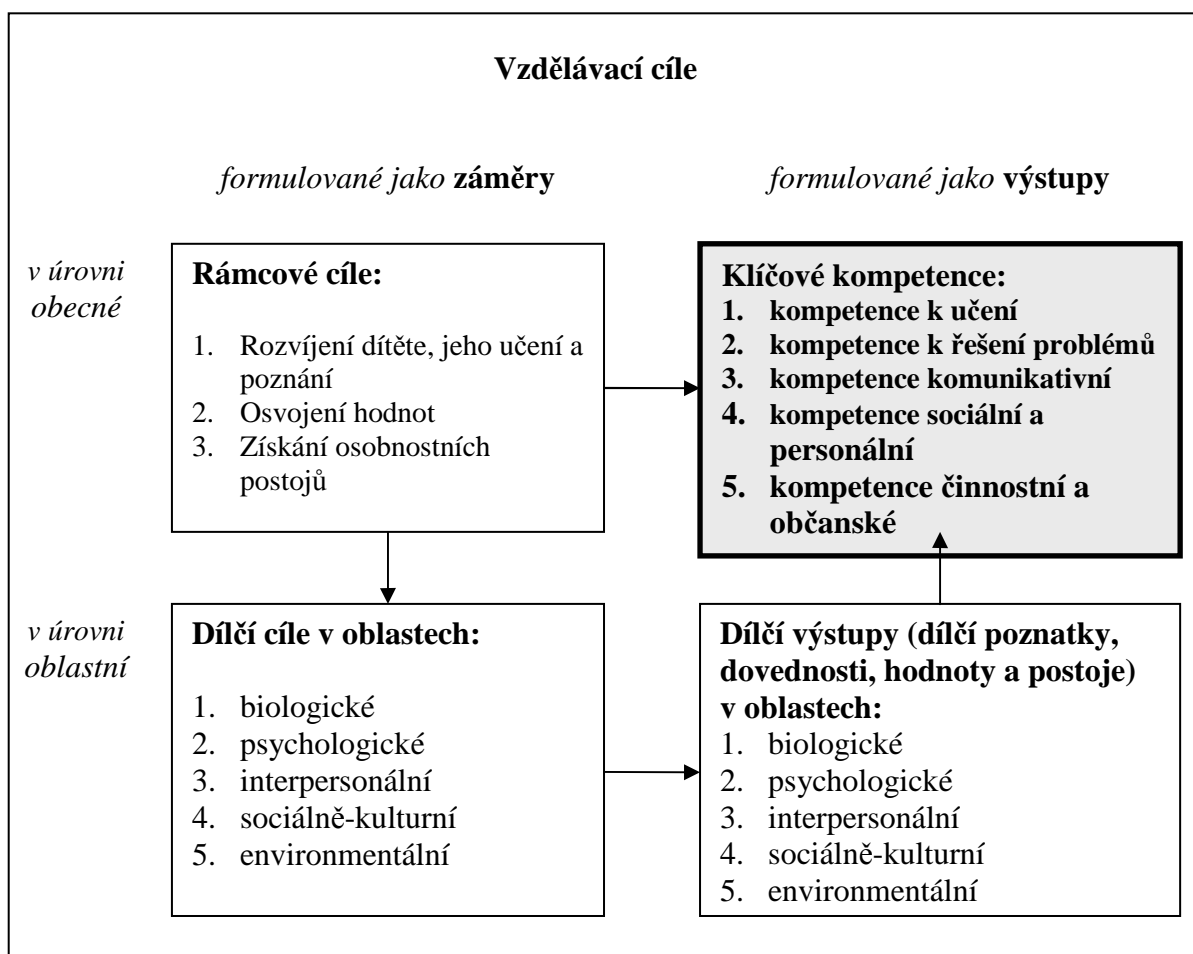 Vzdělávací cíle
formulované jako záměry
formulované jako výstupy
v úrovni
obecné
Rámcové cíle:
1. Rozvíjení dítěte, jeho učení a
poznání
2. Osvojení hodnot
3. Získání osobnostních
postojů
Klíčové kompetence:
1. kompetence k učení
2. kompetence k řešení problémů
3. kompetence komunikativní
4. kompetence sociální a
personální
5. kompetence činnostní a
občanské
v úrovni
oblastní
Dílčí cíle v oblastech:
1. biologické
2. psychologické
3. interpersonální
4. sociálně-kulturní
5. environmentální
Dílčí výstupy (dílčí poznatky,
dovednosti, hodnoty a postoje)
v oblastech:
1. biologické
2. psychologické
3. interpersonální
4. sociálně-kulturní
5. environmentální